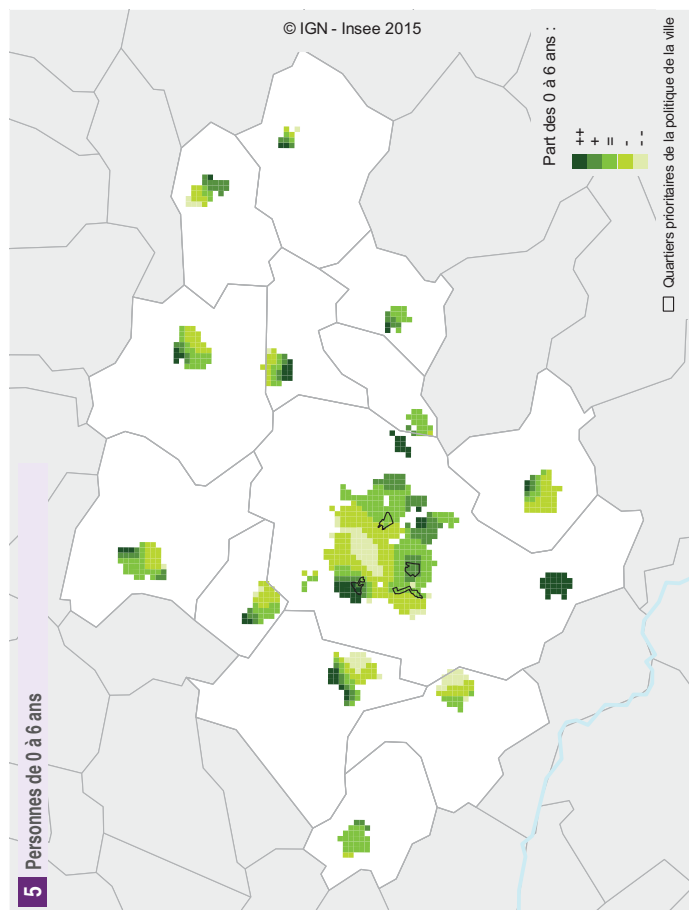 5 Personnes de 0 à 6 ans
© IGN - Insee 2015
Part des 0 à 6 ans :
++
+
=
-
--
Quartiers prioritaires de la politique de la ville